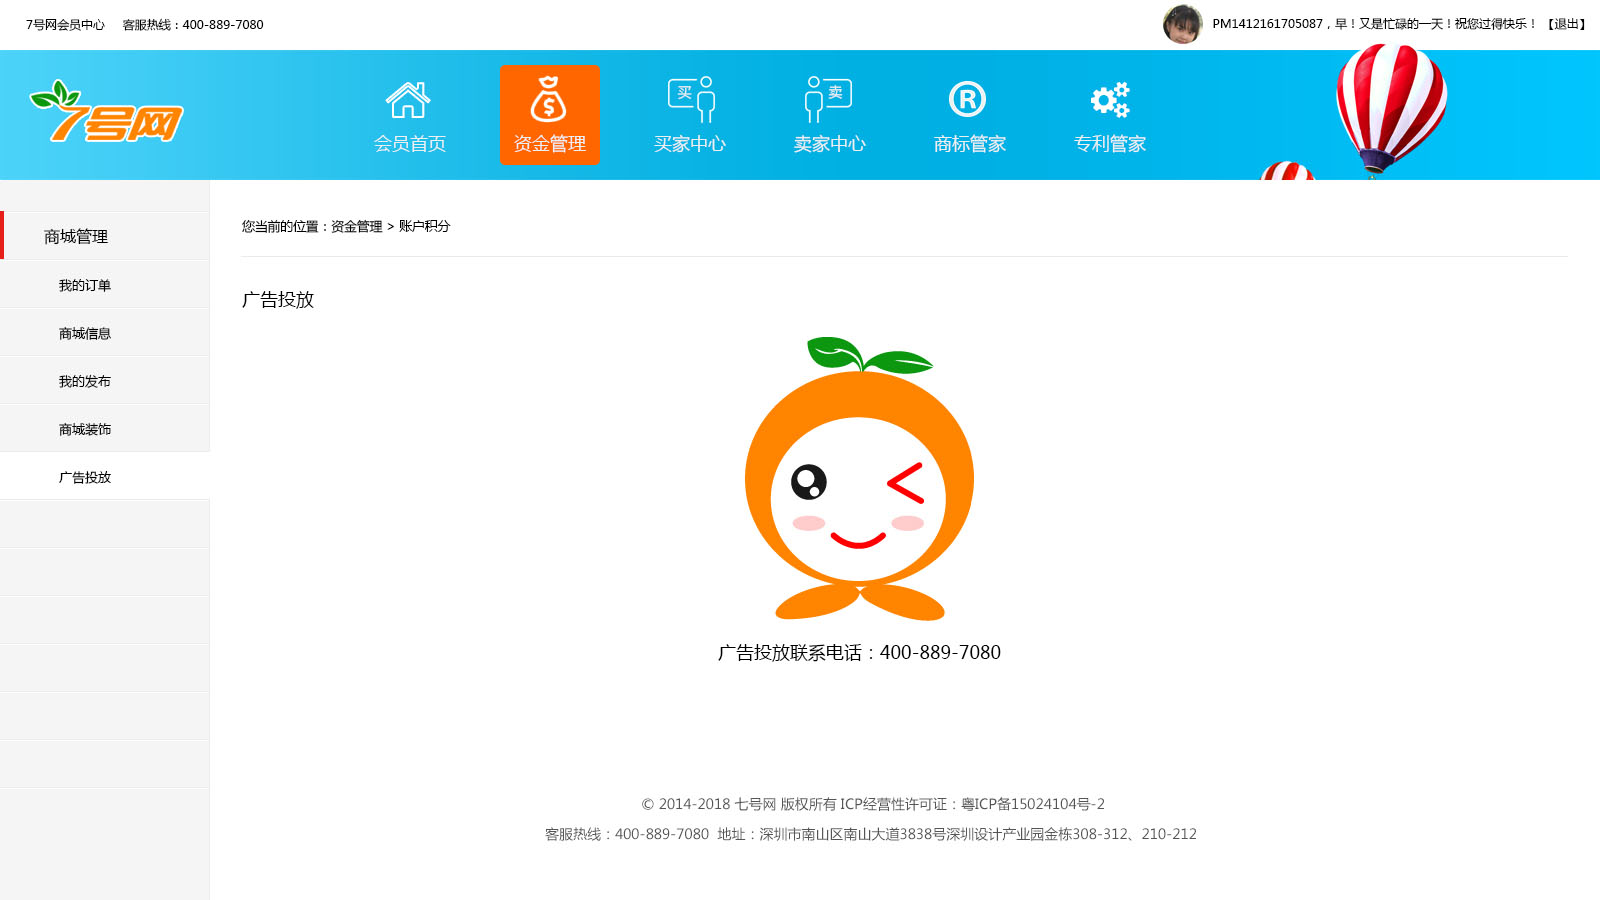 7号网会员中心 客服热线：400-889-7080
PM1412161705087，早！又是忙碌的一天！祝您过得快乐！ 【退出】
7号网
买
卖
会员首页 资金管理 买家中心 卖家中心 商标管家 专利管家
您当前的位置：资金管理 > 账户积分
商城管理
我的订单
商城信息
我的发布
商城装饰
广告投放
广告投放
广告投放联系电话：400-889-7080
© 2014-2018 七号网 版权所有 ICP经营性许可证：粤ICP备15024104号-2
客服热线：400-889-7080 地址：深圳市南山区南山大道3838号深圳设计产业园金栋308-312、210-212